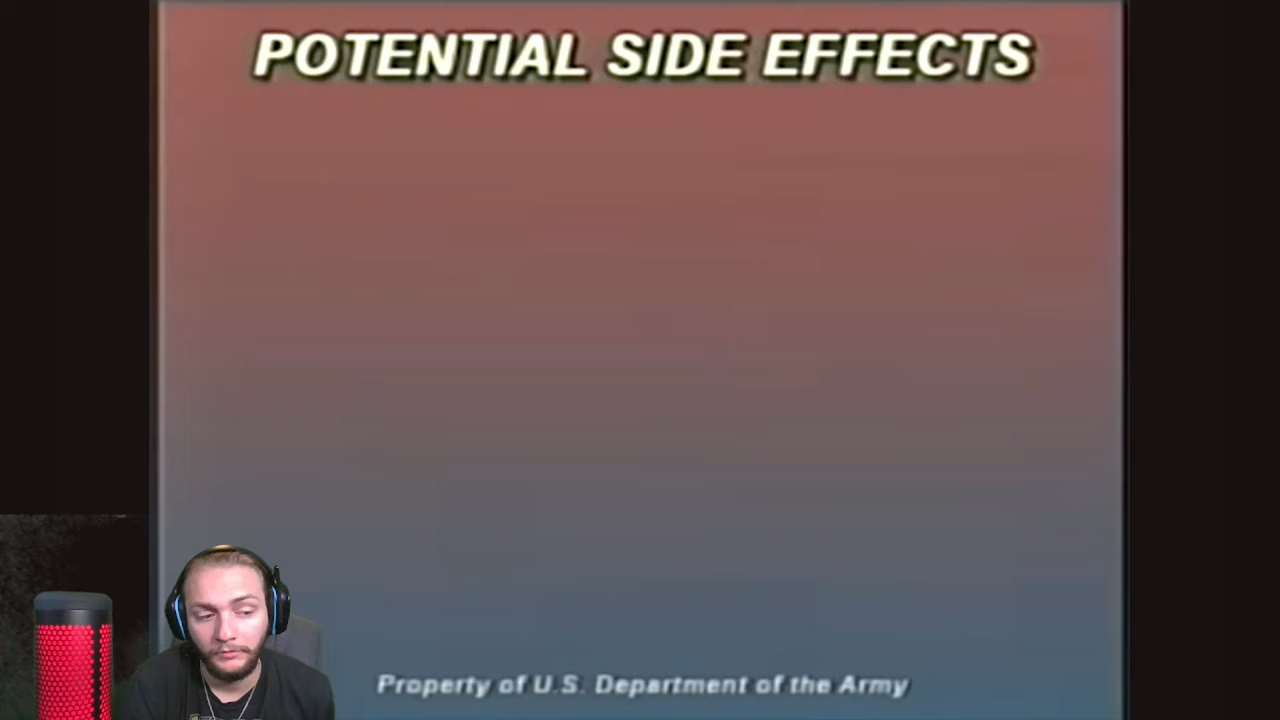 POTENTIAL SIDE EFFECTS
Property of U.S. Department of the Army